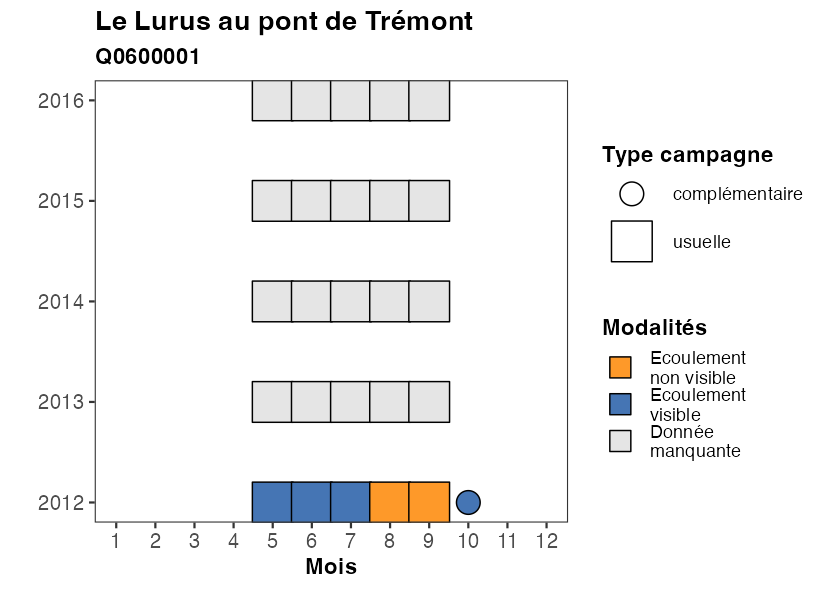 Le Lurus au pont de Trémont
Q0600001
2016
2015
2014
2013
2012
1 2 3 4 5 6 7 8 9 10 11 12
Mois
Type campagne
complémentaire
usuelle
Modalités
Ecoulement
non visible
Ecoulement
visible
Donnée
manquante